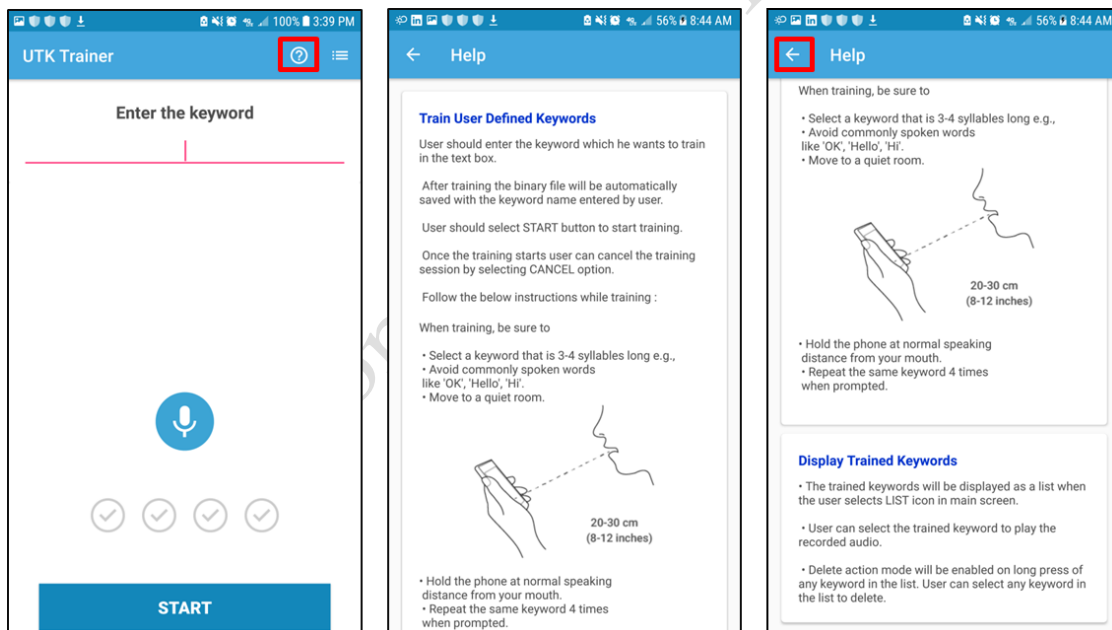 100% 3:39 PM
UTK Trainer
Enter the keyword
START
56% 8:44 AM
Help
Train User Defined Keywords
User should enter the keyword which he wants to train
in the text box.
After training the binary file will be automatically
saved with the keyword name entered by user.
User should select START button to start training.
Once the training starts user can cancel the training
session by selecting CANCEL option.
Follow the below instructions while training :
When training, be sure to
• Select a keyword that is 3-4 syllables long e.g.,
• Avoid commonly spoken words
like 'OK', 'Hello', 'Hi'.
• Move to a quiet room.
20-30 cm
(8-12 inches)
• Hold the phone at normal speaking
distance from your mouth.
• Repeat the same keyword 4 times
when prompted.
56% 8:44 AM
Help
When training, be sure to
• Select a keyword that is 3-4 syllables long e.g.,
• Avoid commonly spoken words
like 'OK', 'Hello', 'Hi'.
• Move to a quiet room.
20-30 cm
(8-12 inches)
• Hold the phone at normal speaking
distance from your mouth.
• Repeat the same keyword 4 times
when prompted.
Display Trained Keywords
• The trained keywords will be displayed as a list when
the user selects LIST icon in main screen.
• User can select the trained keyword to play the
recorded audio.
• Delete action mode will be enabled on long press of
any keyword in the list. User can select any keyword in
the list to delete.